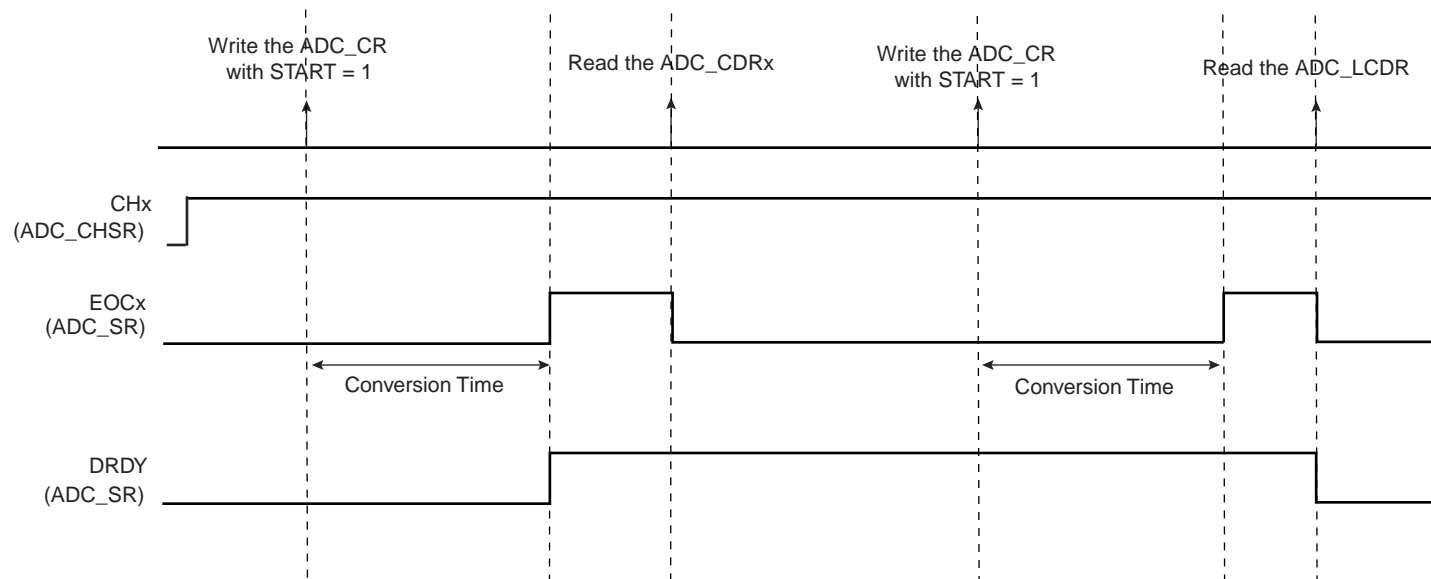 Write the ADC_CR
with START = 1
Read the ADC_CDRx
Write the ADC_CR
with START = 1
Read the ADC_LCDR
CHx
(ADC_CHSR)
EOCx
(ADC_SR)
Conversion Time
Conversion Time
DRDY
(ADC_SR)